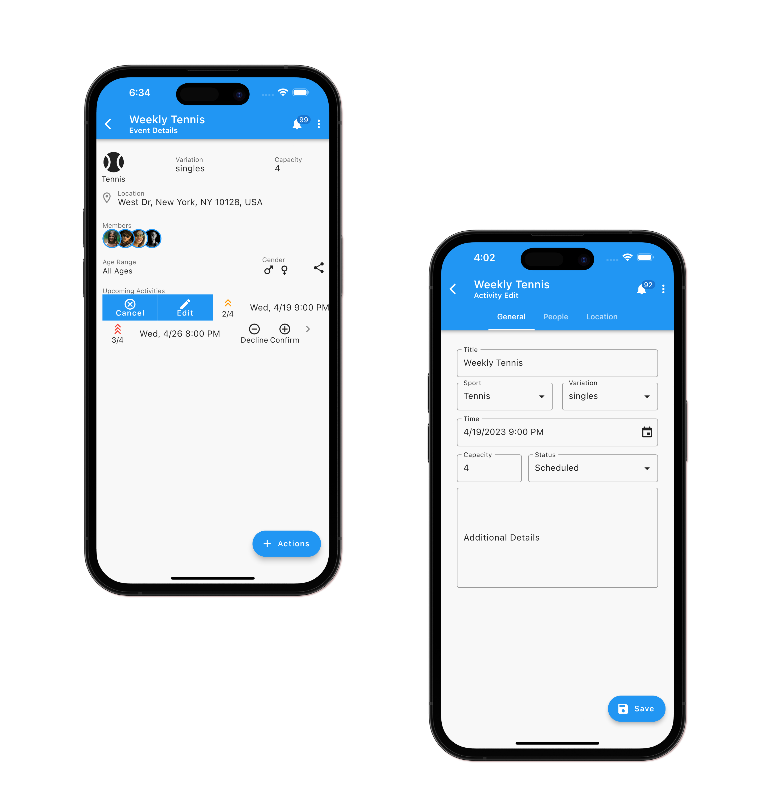 6:34
Weekly Tennis
Event Details
99
Tennis
Variation
singles
Capacity
4
Location
West Dr, New York, NY 10128, USA
Members
Age Range
All Ages
Gender
Upcoming Activities
Cancel
Edit
2/4
Wed, 4/19 9:00 PM
3/4
Wed, 4/26 8:00 PM
Decline Confirm
+ Actions
4:02
Weekly Tennis
Activity Edit
92
General People Location
Title
Weekly Tennis
Sport
Tennis
Variation
singles
Time
4/19/2023 9:00 PM
Capacity
4
Status
Scheduled
Additional Details
Save